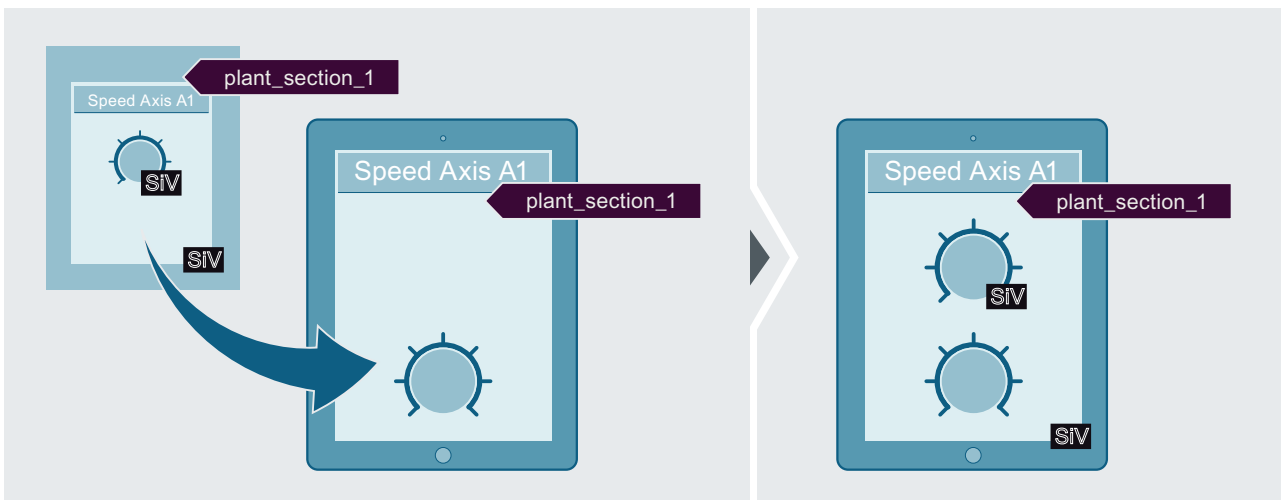 plant_section_1
Speed Axis A1
SiV
SiV
Speed Axis A1
plant_section_1
Speed Axis A1
plant_section_1
SiV
SiV